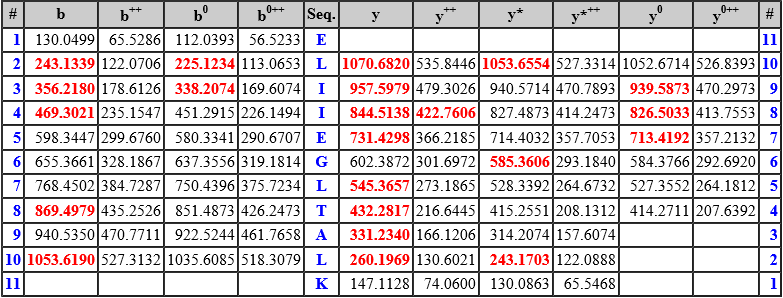 # b b++ b0 b0++ Seq. y y++ y* y*++ y0 y0++ #
1 130.0499 65.5286 112.0393 56.5233 E 11
2 243.1339 122.0706 225.1234 113.0653 L 1070.6820 535.8446 1053.6554 527.3314 1052.6714 526.8393 10
3 356.2180 178.6126 338.2074 169.6074 I 957.5979 479.3026 940.5714 470.7893 939.5873 470.2973 9
4 469.3021 235.1547 451.2915 226.1494 I 844.5138 422.7606 827.4873 414.2473 826.5033 413.7553 8
5 598.3447 299.6760 580.3341 290.6707 E 731.4298 366.2185 714.4032 357.7053 713.4192 357.2132 7
6 655.3661 328.1867 637.3556 319.1814 G 602.3872 301.6972 585.3606 293.1840 584.3766 292.6920 6
7 768.4502 384.7287 750.4396 375.7234 L 545.3657 273.1865 528.3392 264.6732 527.3552 264.1812 5
8 869.4979 435.2526 851.4873 426.2473 T 432.2817 216.6445 415.2551 208.1312 414.2711 207.6392 4
9 940.5350 470.7711 922.5244 461.7658 A 331.2340 166.1206 314.2074 157.6074 3
10 1053.6190 527.3132 1035.6085 518.3079 L 260.1969 130.6021 243.1703 122.0888 2
11 K 147.1128 74.0600 130.0863 65.5468 1